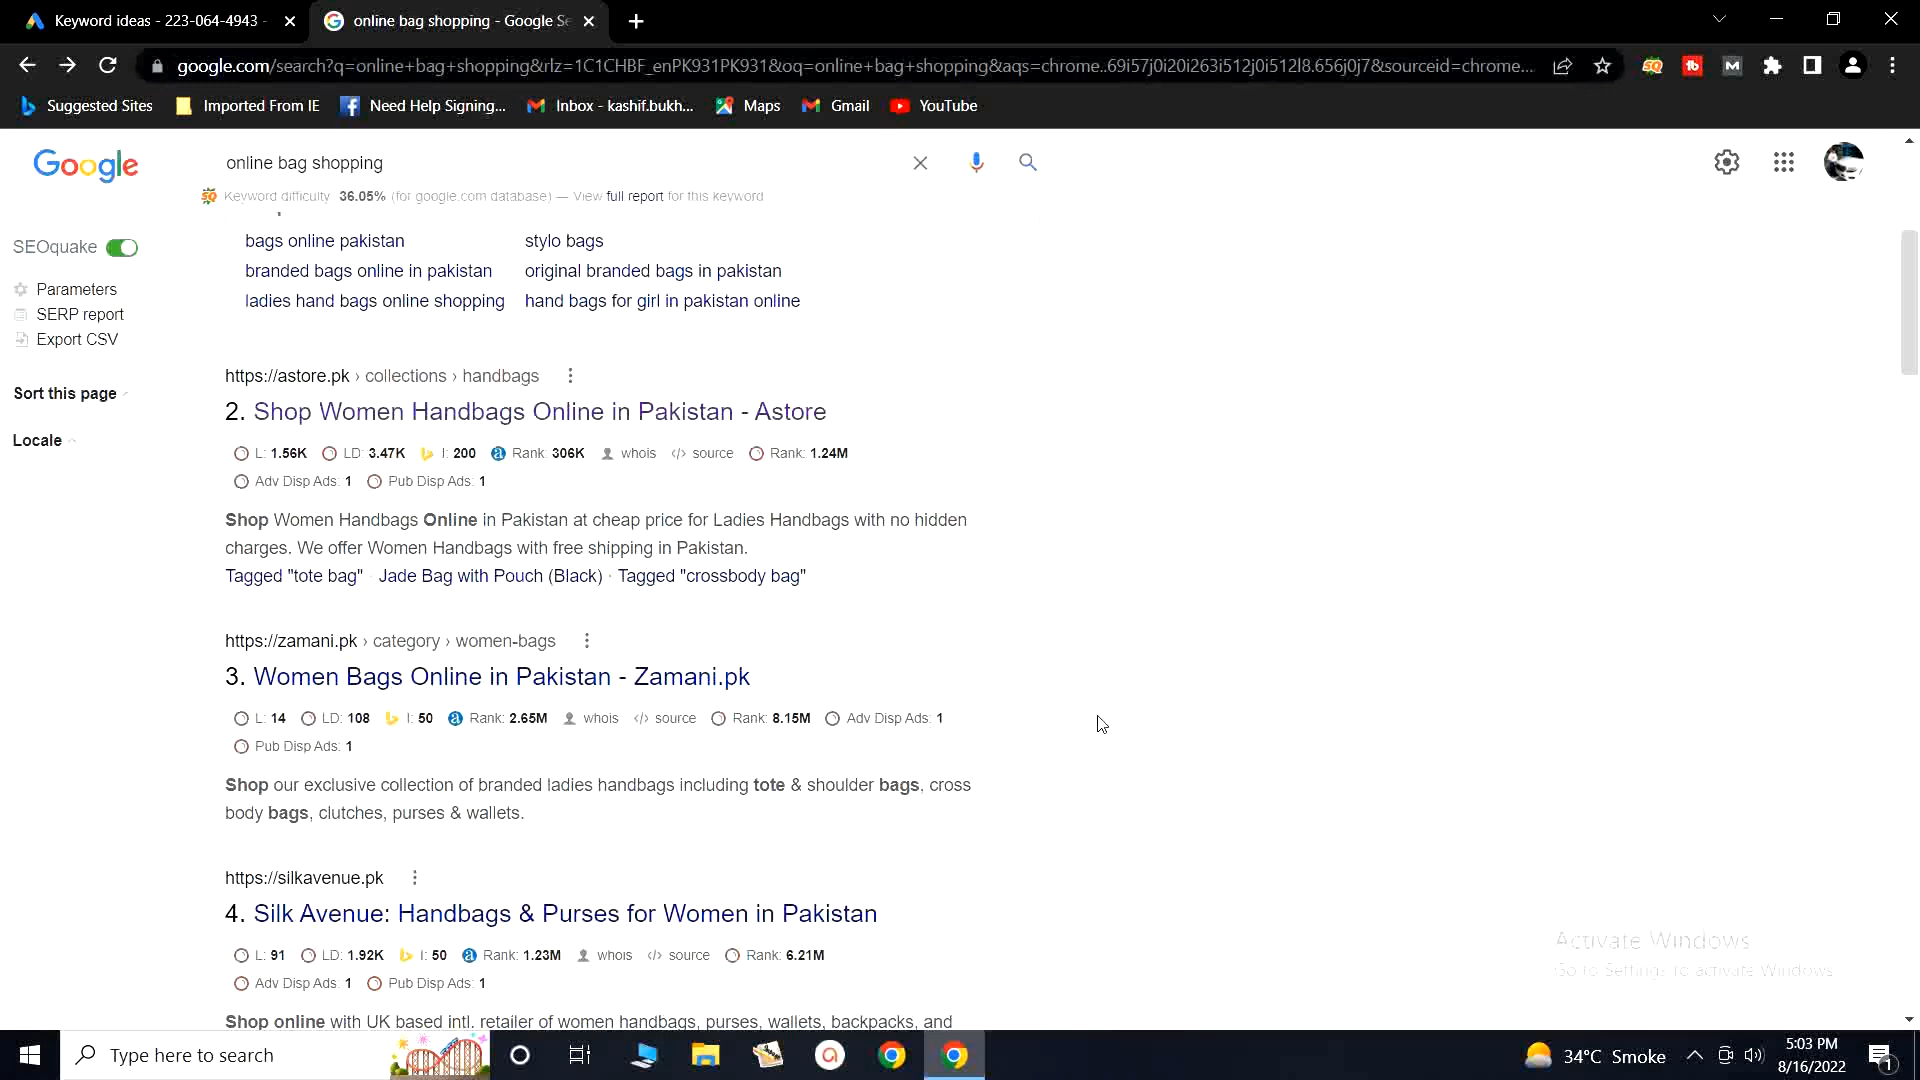 Keyword ideas - 223-064-4943 -
online bag shopping - Google Se
google.com/search?q=online+bag+shopping&rlz=1C1CHBF_enPK931PK931&oq=online+bag+shopping&aqs=chrome..69i57j0i20i263i512j0i512l8.656j0j7&sourceid=chrome...
Suggested Sites Imported From IE Need Help Signing... Inbox - kashif.bukh... Maps Gmail YouTube
Google
online bag shopping
Keyword difficulty 36.05% (for google.com database) — View full report for this keyword
SEOquake
Parameters
SERP report
Export CSV
Sort this page
Locale
bags online pakistan stylo bags
branded bags online in pakistan original branded bags in pakistan
ladies hand bags online shopping hand bags for girl in pakistan online
https://astore.pk › collections › handbags
2. Shop Women Handbags Online in Pakistan - Astore
L: 1.56K LD: 3.47K I: 200 Rank: 306K whois </> source Rank: 1.24M
Adv Disp Ads: 1 Pub Disp Ads: 1
Shop Women Handbags Online in Pakistan at cheap price for Ladies Handbags with no hidden
charges. We offer Women Handbags with free shipping in Pakistan.
Tagged "tote bag" · Jade Bag with Pouch (Black) · Tagged "crossbody bag"
https://zamani.pk › category › women-bags
3. Women Bags Online in Pakistan - Zamani.pk
L: 14 LD: 108 I: 50 Rank: 2.65M whois </> source Rank: 8.15M Adv Disp Ads: 1
Pub Disp Ads: 1
Shop our exclusive collection of branded ladies handbags including tote & shoulder bags, cross
body bags, clutches, purses & wallets.
https://silkavenue.pk
4. Silk Avenue: Handbags & Purses for Women in Pakistan
L: 91 LD: 1.92K I: 50 Rank: 1.23M whois </> source Rank: 6.21M
Adv Disp Ads: 1 Pub Disp Ads: 1
Shop online with UK based intl. retailer of women handbags, purses, wallets, backpacks, and
Activate Windows
Go to Settings to activate Windows.
Type here to search
34°C Smoke
5:03 PM
8/16/2022
1